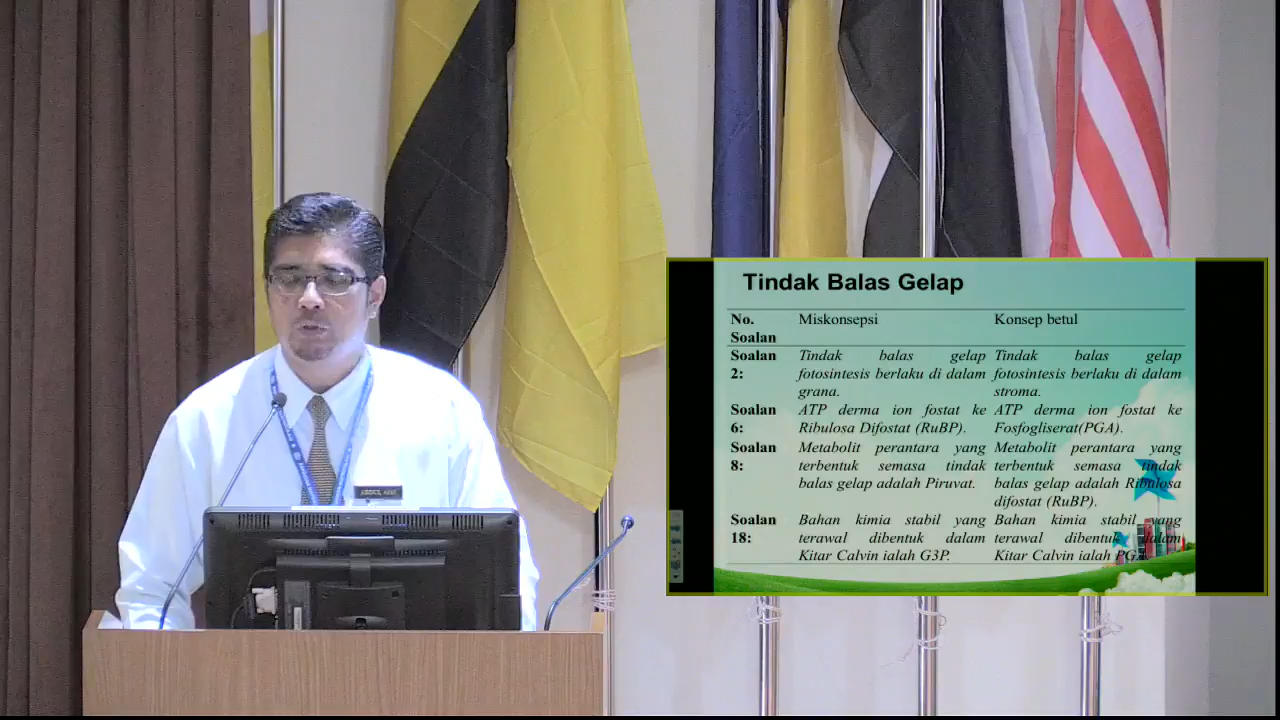 Tindak Balas Gelap
No. Soalan Miskonsepsi Konsep betul
Soalan 2: Tindak balas gelap fotosintesis berlaku di dalam grana. Tindak balas gelap fotosintesis berlaku di dalam stroma.
Soalan 6: ATP derma ion fostat ke Ribulosa Difostat (RuBP). ATP derma ion fostat ke Fosfogliserat(PGA).
Soalan 8: Metabolit perantara yang terbentuk semasa tindak balas gelap adalah Piruvat. Metabolit perantara yang terbentuk semasa tindak balas gelap adalah Ribulosa difostat (RuBP).
Soalan 18: Bahan kimia stabil yang terawal dibentuk dalam Kitar Calvin ialah G3P. Bahan kimia stabil yang terawal dibentuk dalam Kitar Calvin ialah